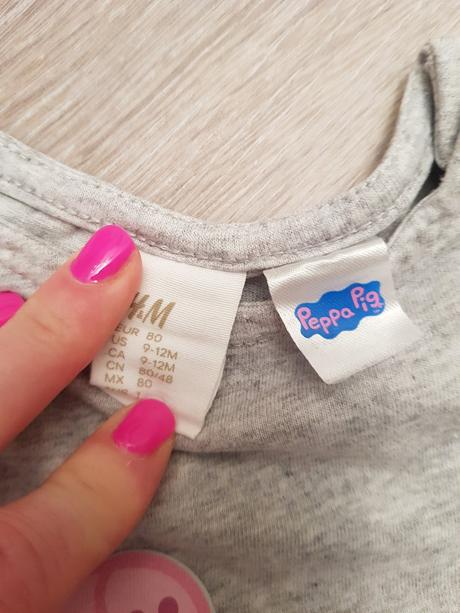 H&M
EUR 80
US 9-12M
CA 9-12M
CN 80/48
MX 80
Peppa Pig